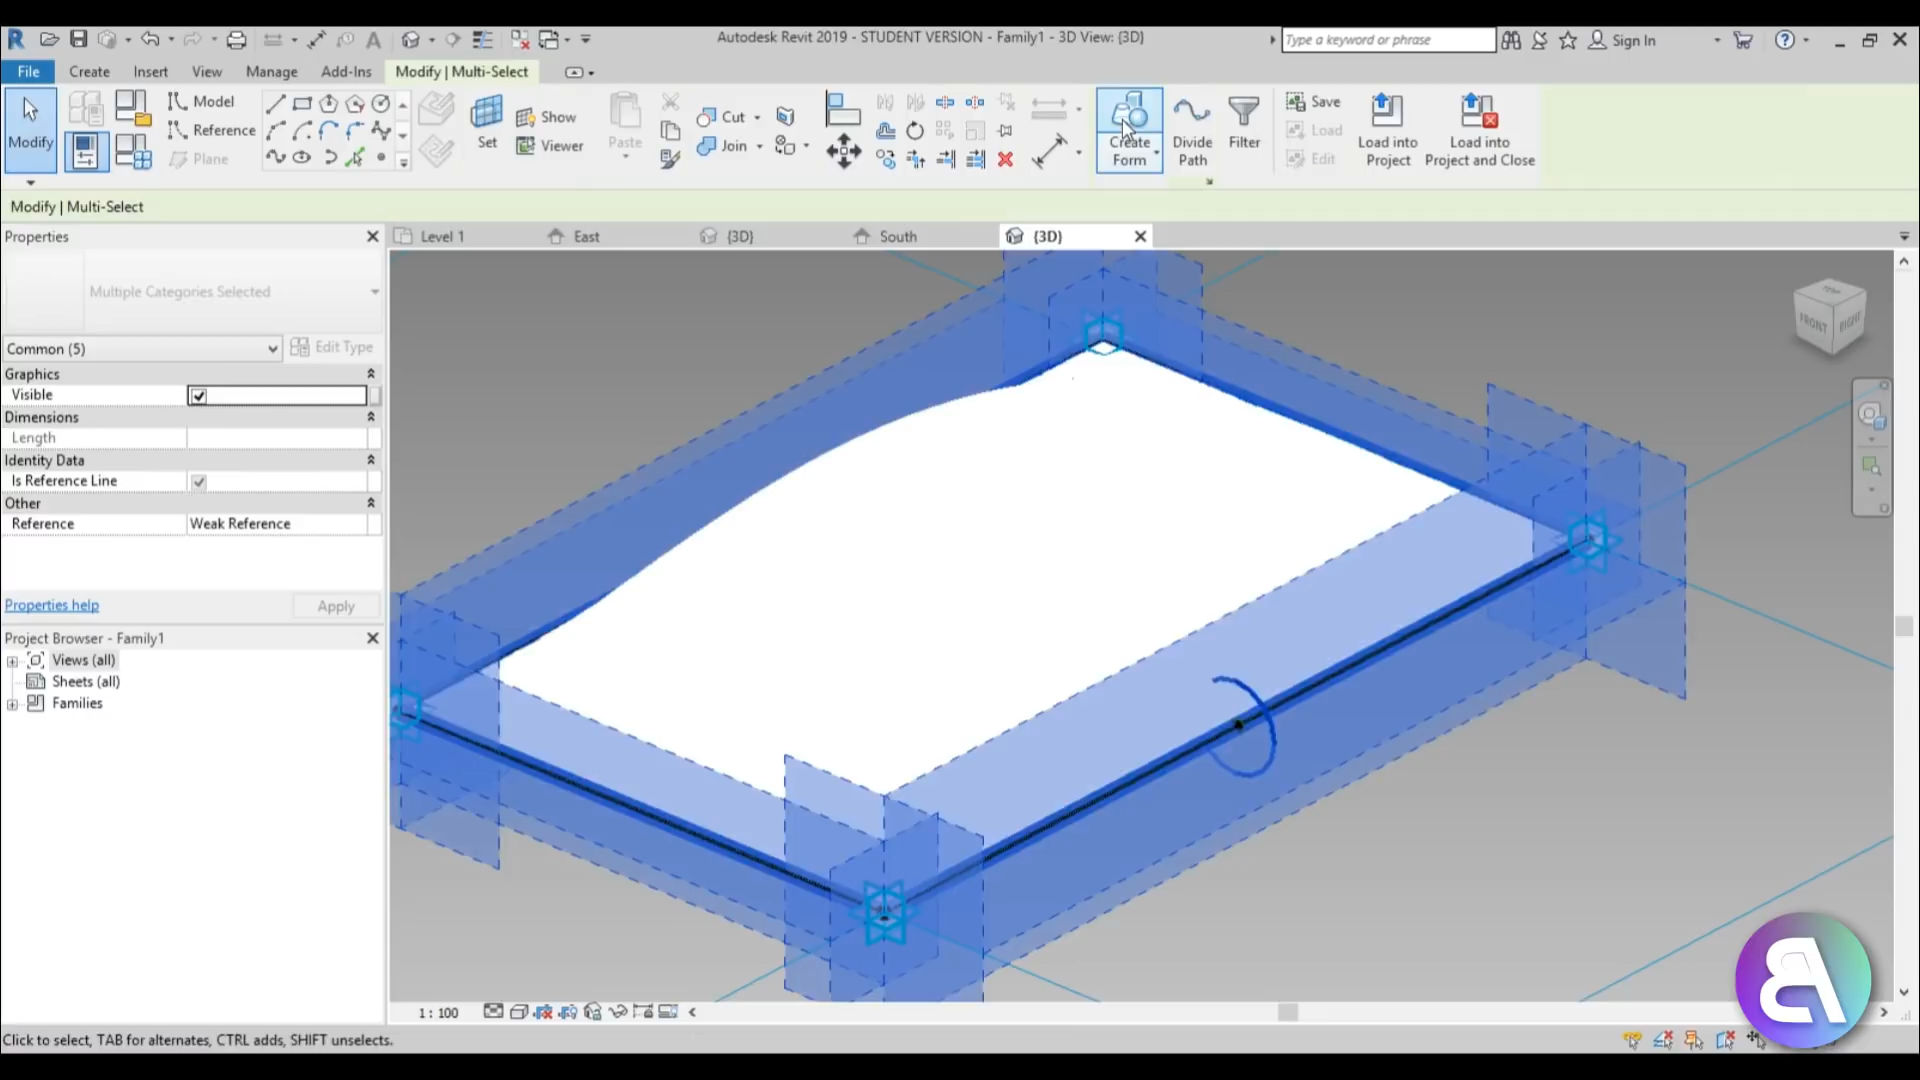 Autodesk Revit 2019 - STUDENT VERSION - Family1 - 3D View: {3D}
Type a keyword or phrase
Sign In
File
Create
Insert
View
Manage
Add-Ins
Modify | Multi-Select
Modify
Model
Reference
Plane
Set
Show
Viewer
Paste
Cut
Join
Create Form
Divide Path
Filter
Save
Load
Edit
Load into Project
Load into Project and Close
Modify | Multi-Select
Properties
Level 1
East
{3D}
South
{3D}
Multiple Categories Selected
Common (5)
Edit Type
Graphics
Visible
Dimensions
Length
Identity Data
Is Reference Line
Other
Reference
Weak Reference
Properties help
Apply
Project Browser - Family1
Views (all)
Sheets (all)
Families
TOP
FRONT
RIGHT
1 : 100
Click to select, TAB for alternates, CTRL adds, SHIFT unselects.